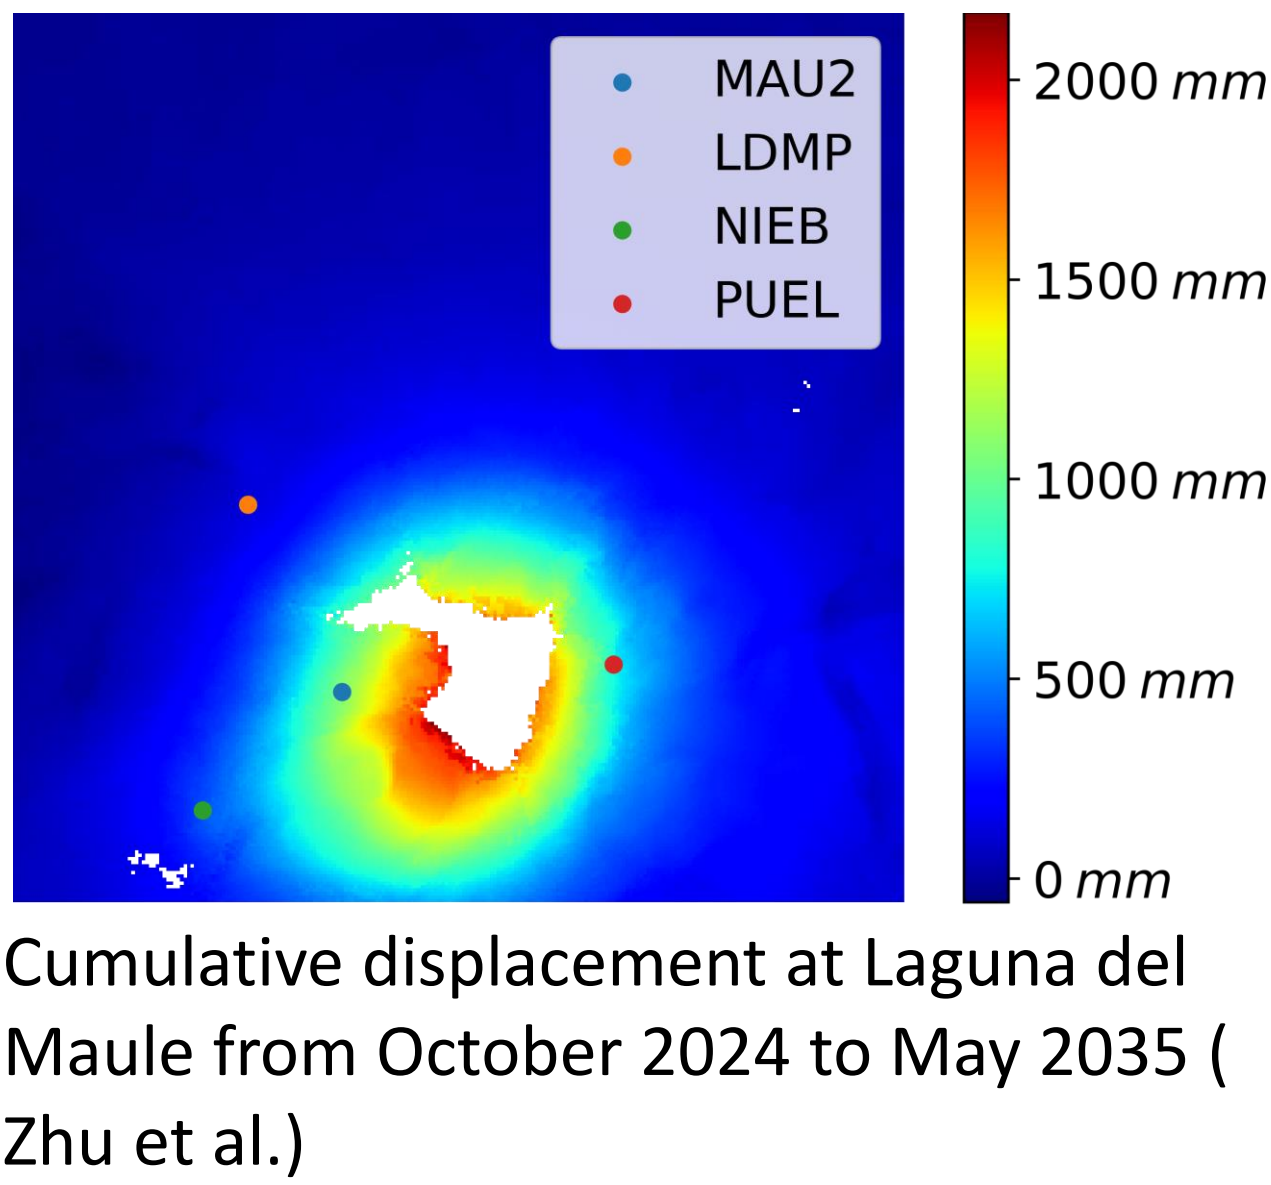 MAU2
LDMP
NIEB
PUEL
2000 mm
1500 mm
1000 mm
500 mm
0 mm
Cumulative displacement at Laguna del
Maule from October 2024 to May 2035 (
Zhu et al.)